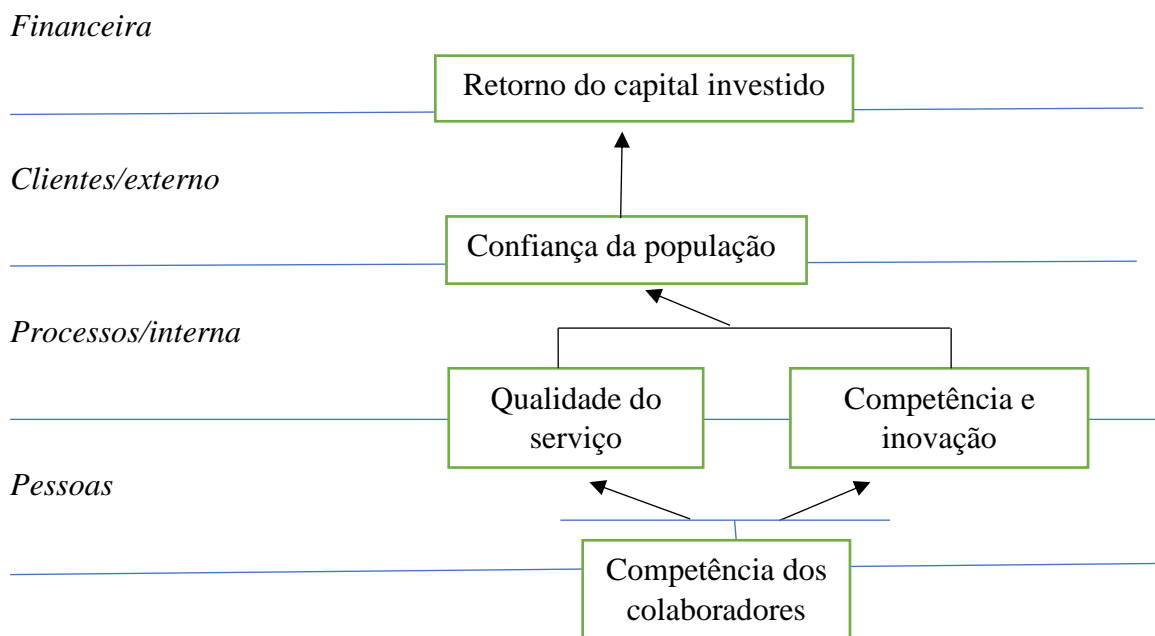 Financeira
Retorno do capital investido
Clientes/externo
Confiança da população
Processos/interna
Qualidade do
serviço
Competência e
inovação
Pessoas
Competência dos
colaboradores